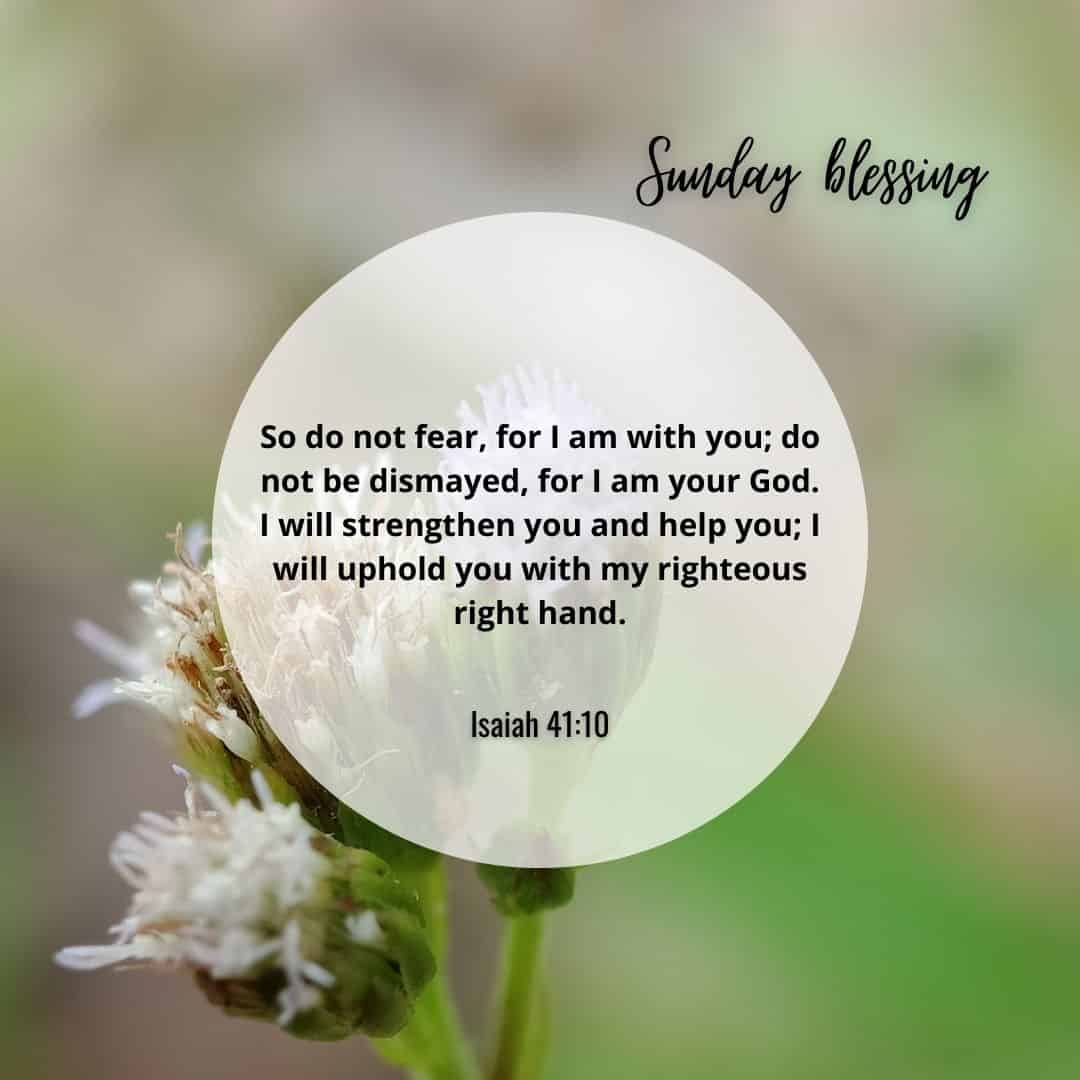 Sunday blessing
So do not fear, for I am with you; do
not be dismayed, for I am your God.
I will strengthen you and help you; I
will uphold you with my righteous
right hand.
Isaiah 41:10